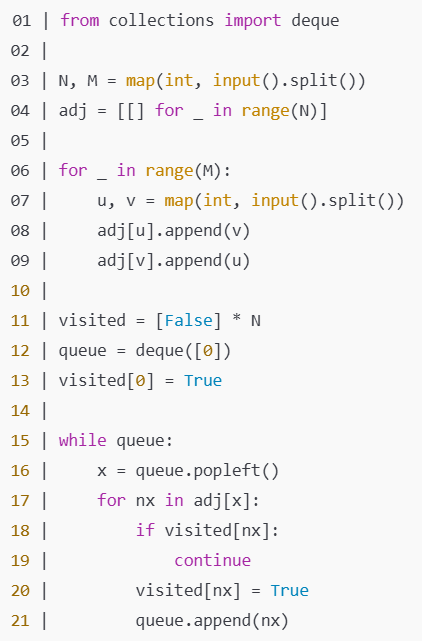 01 | from collections import deque
02 |
03 | N, M = map(int, input().split())
04 | adj = [[] for _ in range(N)]
05 |
06 | for _ in range(M):
07 |     u, v = map(int, input().split())
08 |     adj[u].append(v)
09 |     adj[v].append(u)
10 |
11 | visited = [False] * N
12 | queue = deque([0])
13 | visited[0] = True
14 |
15 | while queue:
16 |     x = queue.popleft()
17 |     for nx in adj[x]:
18 |         if visited[nx]:
19 |             continue
20 |         visited[nx] = True
21 |         queue.append(nx)